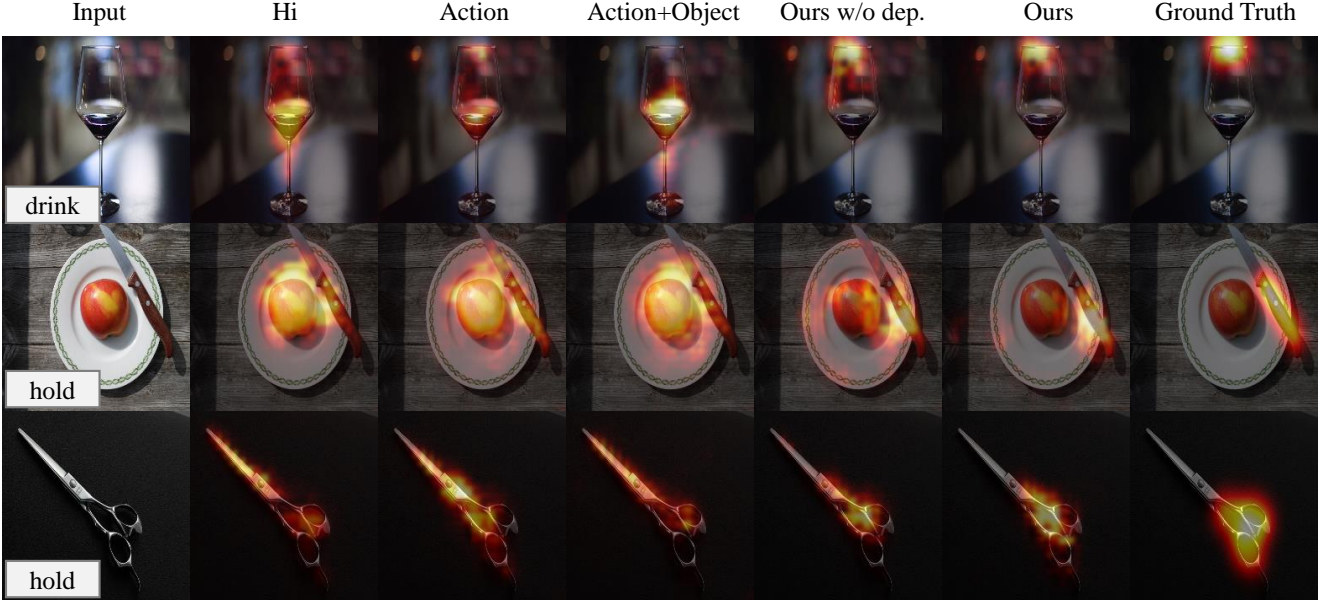 Input Hi Action Action+Object Ours w/o dep. Ours Ground Truth
drink
hold
hold